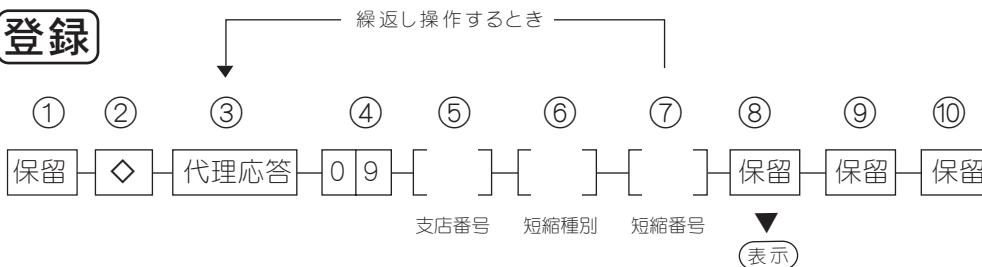 繰返し操作するとき
登録
① ② ③ ④ ⑤ ⑥ ⑦ ⑧ ⑨ ⑩
保留 ◇ 代理応答 0 9 保留 保留 保留
支店番号 短縮種別 短縮番号
表示